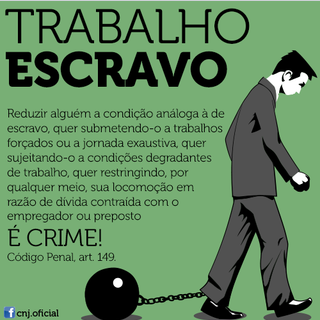 TRABALHO
ESCRAVO
Reduzir alguém a condição análoga à de
escravo, quer submetendo-o a trabalhos
forçados ou a jornada exaustiva, quer
sujeitando-o a condições degradantes
de trabalho, quer restringindo, por
qualquer meio, sua locomoção em
razão de dívida contraída com o
empregador ou preposto
É CRIME!
Código Penal, art. 149.
f cnj.oficial